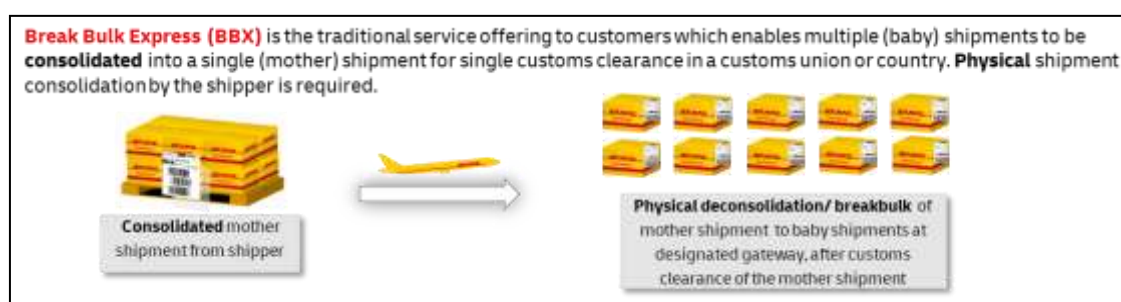 Break Bulk Express (BBX) is the traditional service offering to customers which enables multiple (baby) shipments to be
consolidated into a single (mother) shipment for single customs clearance in a customs union or country. Physical shipment
consolidation by the shipper is required.
Consolidated mother
shipment from shipper
Physical deconsolidation/ breakbulk of
mother shipment to baby shipments at
designated gateway, after customs
clearance of the mother shipment